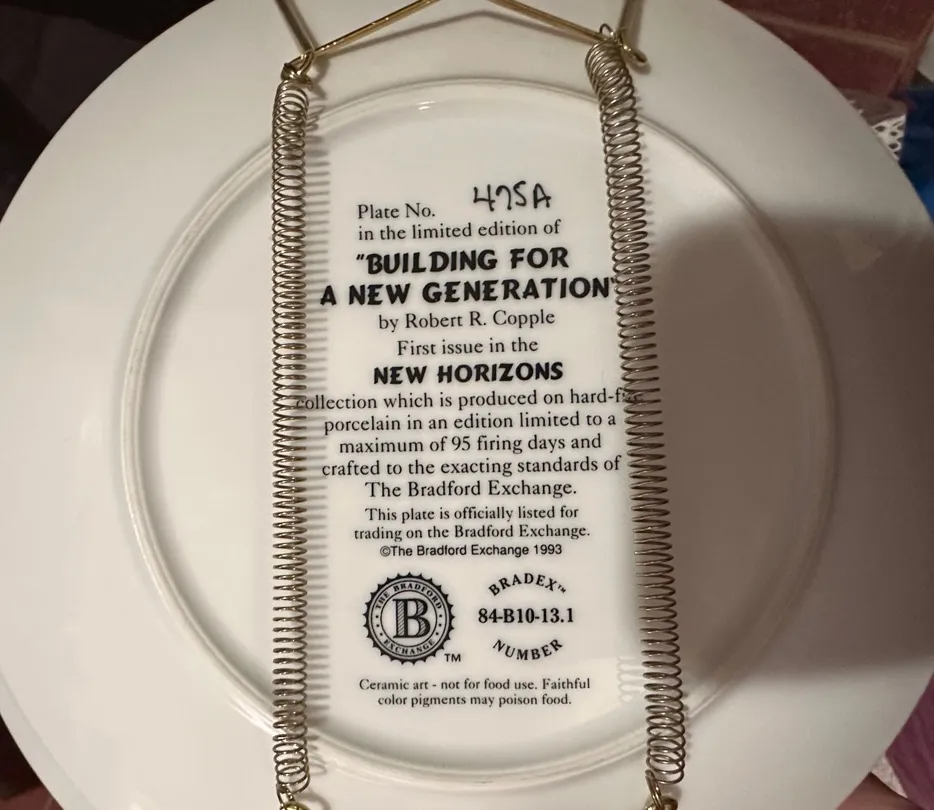 Plate No. 475A
in the limited edition of
"BUILDING FOR
A NEW GENERATION"
by Robert R. Copple
First issue in the
NEW HORIZONS
collection which is produced on
porcelain in an edition limited to a
maximum of 95 firing days and
crafted to the exacting standards of
The Bradford Exchange.
This plate is officially listed for
trading on the Bradford Exchange.
©The Bradford Exchange 1993
THE BRADFORD
B
EXCHANGE
TM
BRADEX™
84-B10-13.1
NUMBER
Ceramic art - not for food use. Faithful
color pigments may poison food.